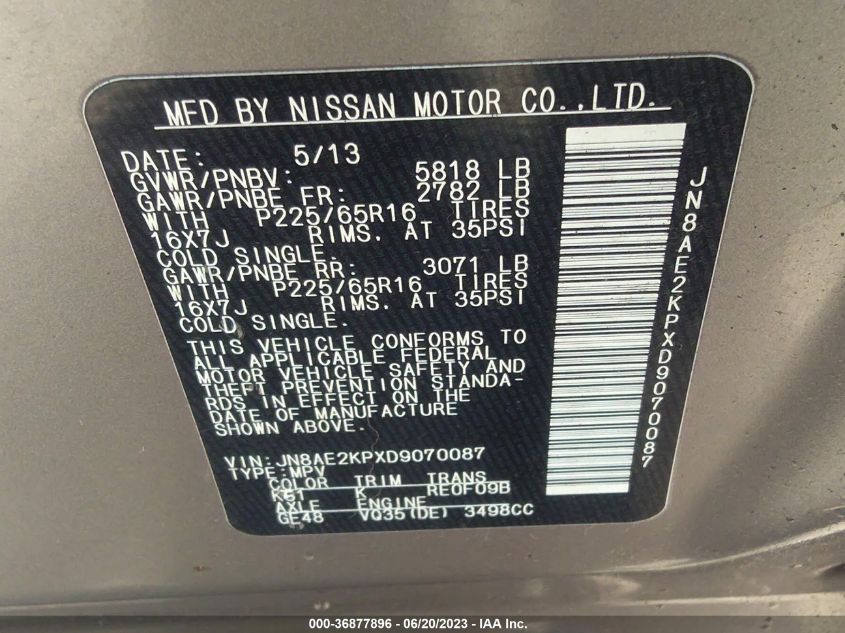 MFD BY NISSAN MOTOR CO.,LTD.
DATE: 5/13
GVWR/PNBV: 5818 LB
GAWR/PNBE FR: 2782 LB
WITH P225/65R16 TIRES
16X7J RIMS. AT 35PSI
COLD SINGLE.
GAWR/PNBE RR: 3071 LB
WITH P225/65R16 TIRES
16X7J RIMS. AT 35PSI
COLD SINGLE.
THIS VEHICLE CONFORMS TO
ALL APPLICABLE FEDERAL
MOTOR VEHICLE SAFETY AND
THEFT PREVENTION STANDA-
RDS IN EFFECT ON THE
DATE OF MANUFACTURE
SHOWN ABOVE.
VIN: JN8AE2KPXD9070087
TYPE: MPV
COLOR TRIM TRANS
K51 K RE0F09B
AXLE ENGINE
GE48 VQ35(DE) 3498CC
JN8AE2KPXD9070087
000-36877896 - 06/20/2023 - IAA Inc.